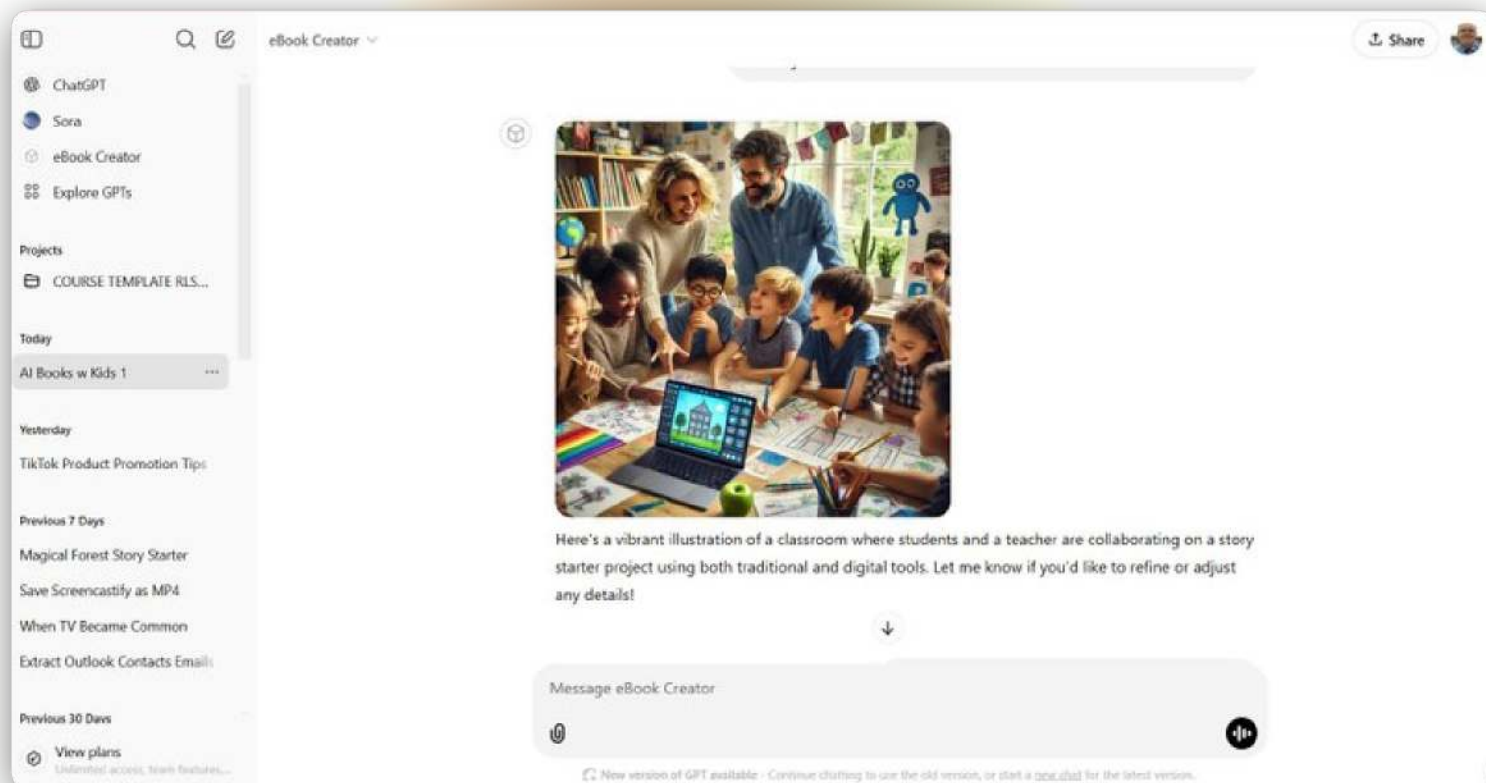 eBook Creator
Share
ChatGPT
Sora
eBook Creator
Explore GPTs
Projects
COURSE TEMPLATE RLS...
Today
AI Books w Kids 1
Yesterday
TikTok Product Promotion Tips
Previous 7 Days
Magical Forest Story Starter
Save Screencastify as MP4
When TV Became Common
Extract Outlook Contacts Emails
Previous 30 Days
View plans
Unlimited access, team features...
Here's a vibrant illustration of a classroom where students and a teacher are collaborating on a story
starter project using both traditional and digital tools. Let me know if you'd like to refine or adjust
any details!
Message eBook Creator
New version of GPT available - Continue chatting to use the old version, or start a new chat for the latest version.